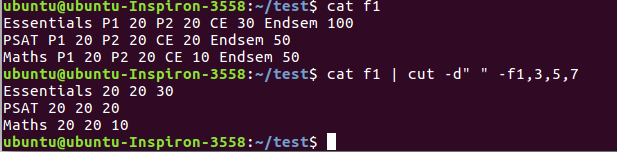 ubuntu@ubuntu-Inspiron-3558:~/test$ cat f1
Essentials P1 20 P2 20 CE 30 Endsem 100
PSAT P1 20 P2 20 CE 20 Endsem 50
Maths P1 20 P2 20 CE 10 Endsem 50
ubuntu@ubuntu-Inspiron-3558:~/test$ cat f1 | cut -d" " -f1,3,5,7
Essentials 20 20 30
PSAT 20 20 20
Maths 20 20 10
ubuntu@ubuntu-Inspiron-3558:~/test$